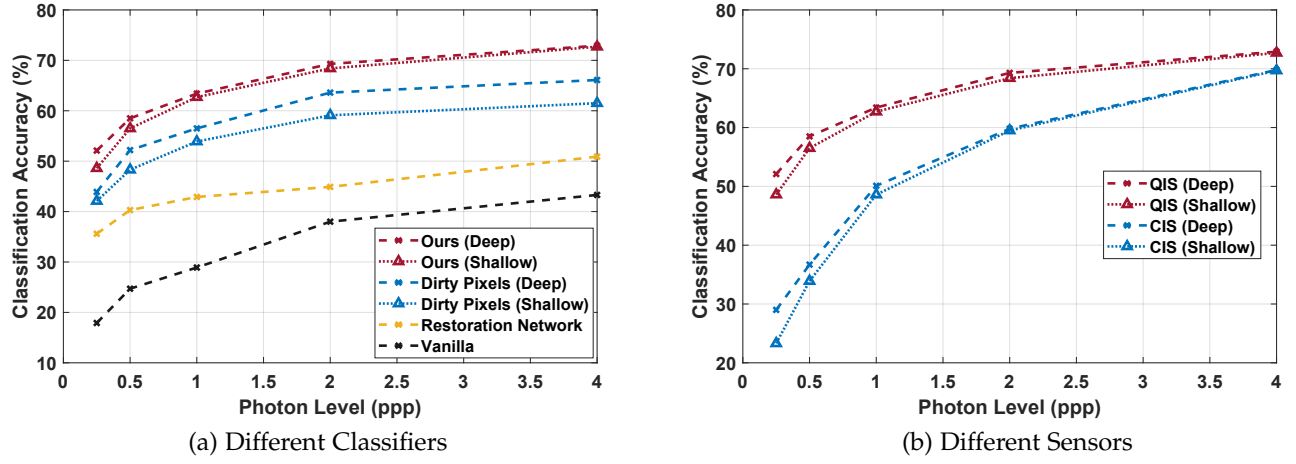 80
70
60
50
40
30
20
10
0
0.5
1
1.5
2
2.5
3
3.5
4
Classification Accuracy (%)
Photon Level (ppp)
Ours (Deep)
Ours (Shallow)
Dirty Pixels (Deep)
Dirty Pixels (Shallow)
Restoration Network
Vanilla
(a) Different Classifiers
80
70
60
50
40
30
20
0
0.5
1
1.5
2
2.5
3
3.5
4
Classification Accuracy (%)
Photon Level (ppp)
QIS (Deep)
QIS (Shallow)
CIS (Deep)
CIS (Shallow)
(b) Different Sensors